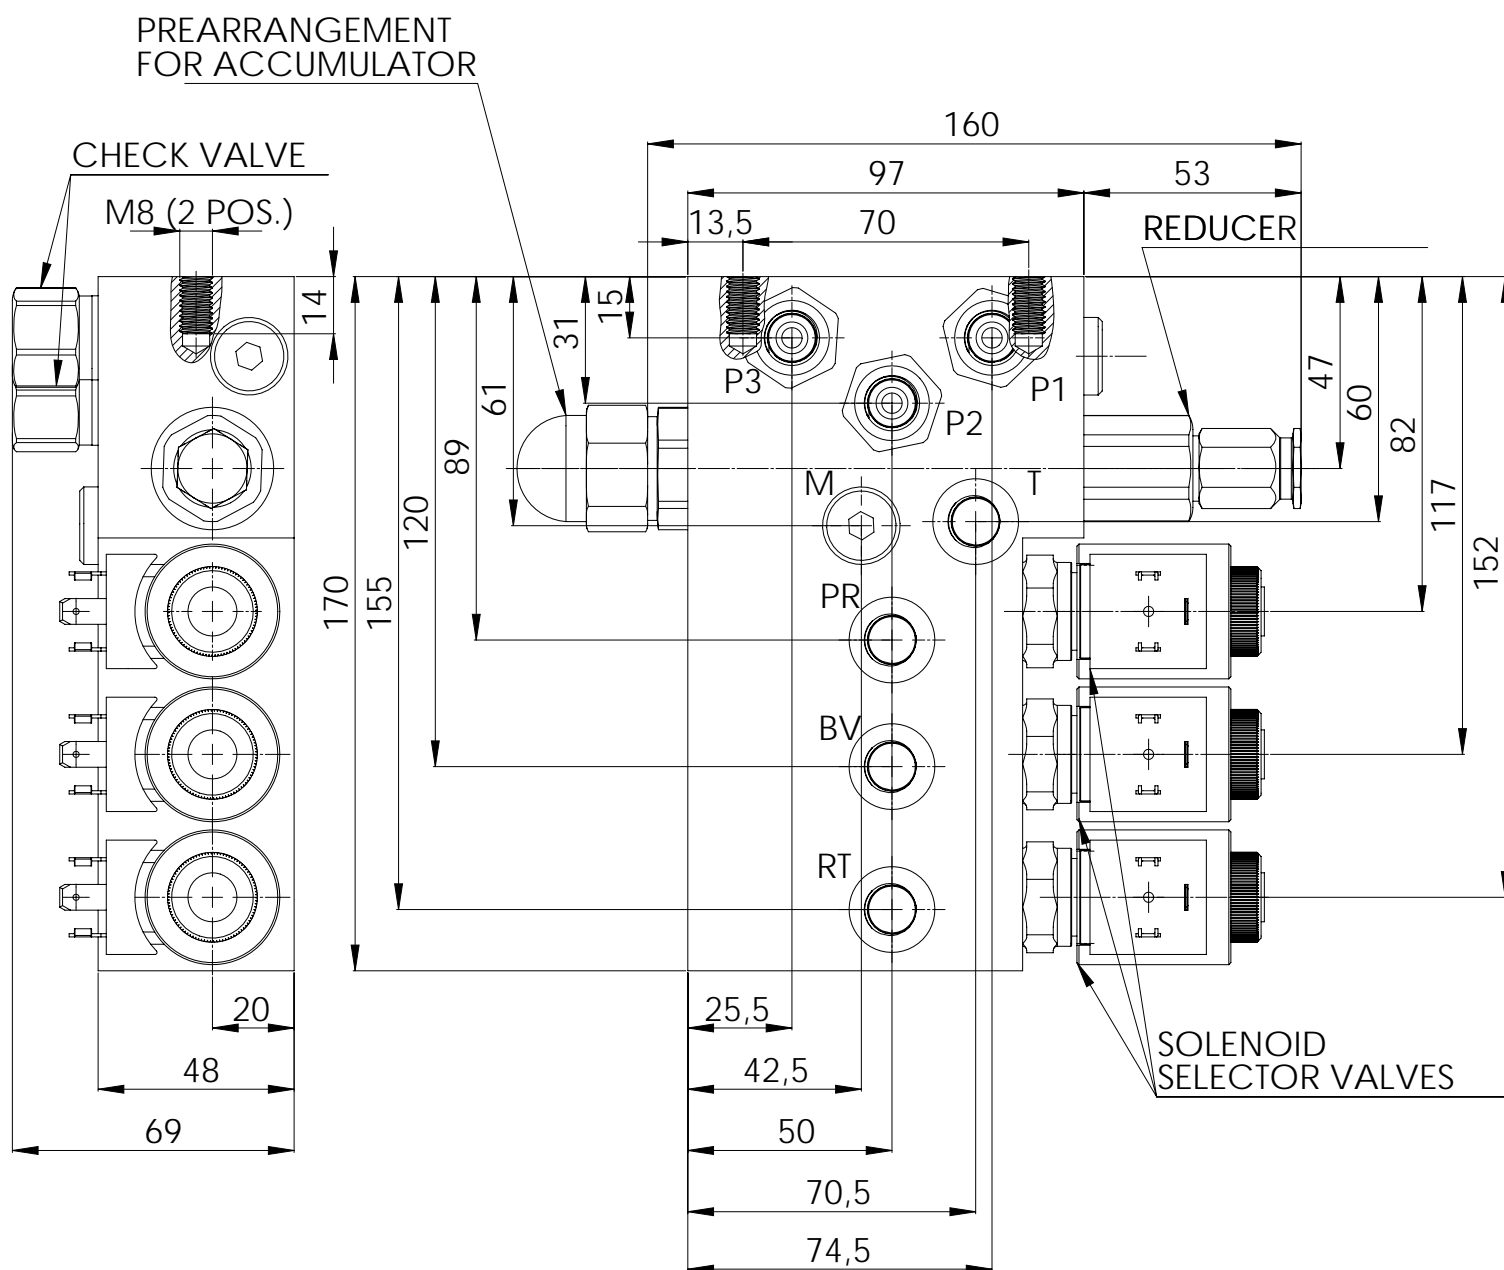 PREARRANGEMENT
FOR ACCUMULATOR
160
CHECK VALVE
97
53
M8 (2 POS.)
13,5
70
REDUCER
14
15
31
P3
P1
47
60
61
P2
82
89
M
T
117
120
152
170
155
PR
BV
RT
20
25,5
SOLENOID
SELECTOR VALVES
48
42,5
69
50
70,5
74,5